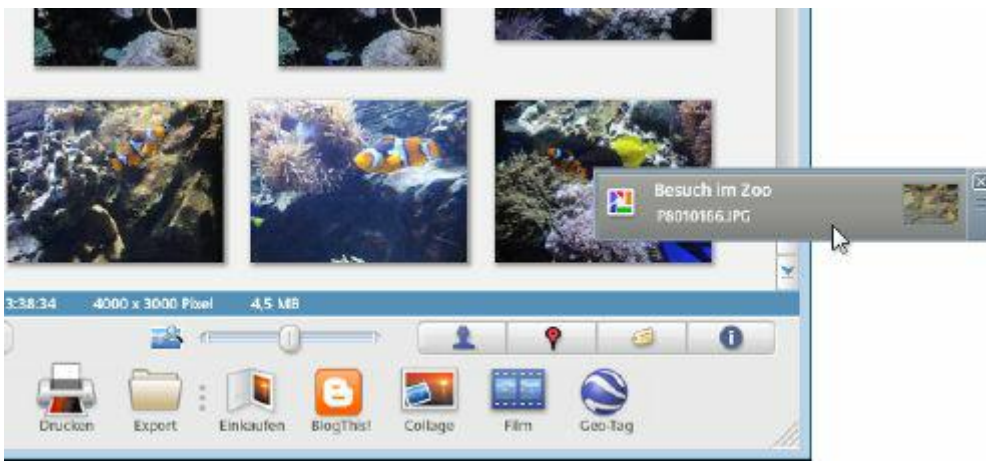 Besuch im Zoo
P8010166.JPG
3:38:34 4000 x 3000 Pixel 4,5 MB
Drucken Export Einkaufen BlogThis! Collage Film Geo-Tag